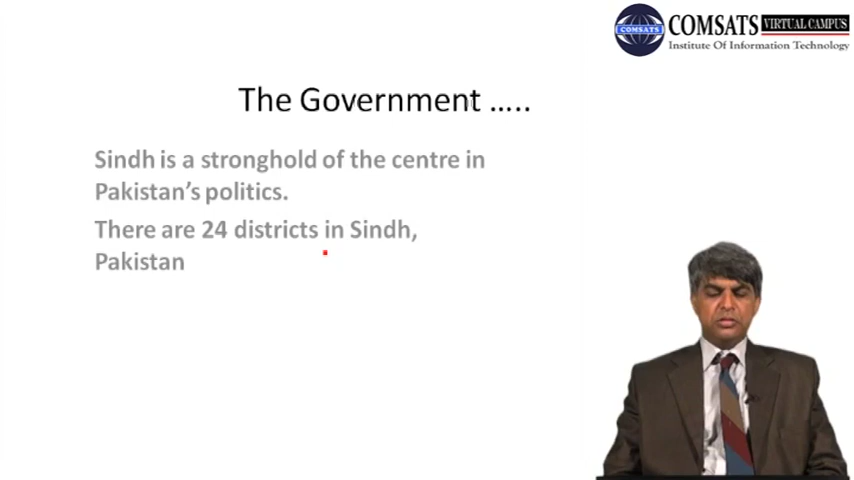 COMSATS VIRTUAL CAMPUS
COMSATS
Institute Of Information Technology
The Government .....
Sindh is a stronghold of the centre in
Pakistan’s politics.
There are 24 districts in Sindh,
Pakistan